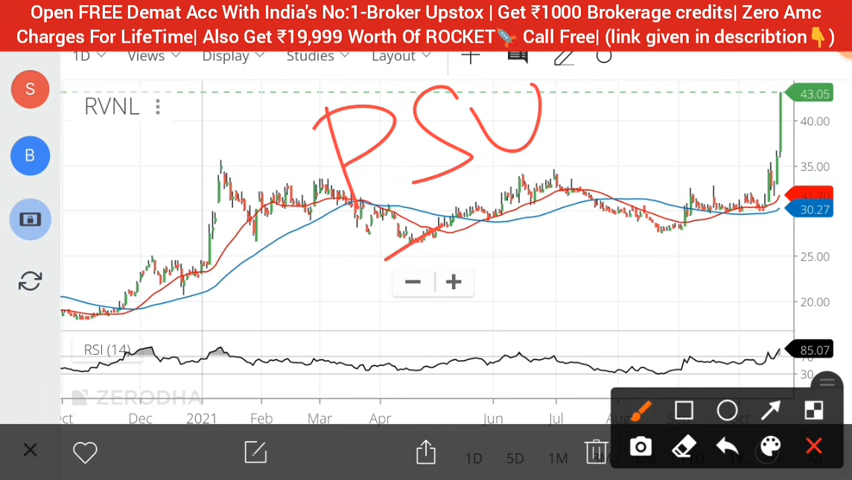 Open FREE Demat Acc With India's No:1-Broker Upstox | Get ₹1000 Brokerage credits| Zero Amc
Charges For LifeTime| Also Get ₹19,999 Worth Of ROCKET🚀 Call Free| (link given in describtion👇)
1D Views Display Studies Layout
S
RVNL
PSU
43.05
40.00
B
35.00
30.27
25.00
20.00
RSI (14)
85.07
ZERODHA
Dec 2021 Feb Mar Apr Jun Jul
1D 5D 1M